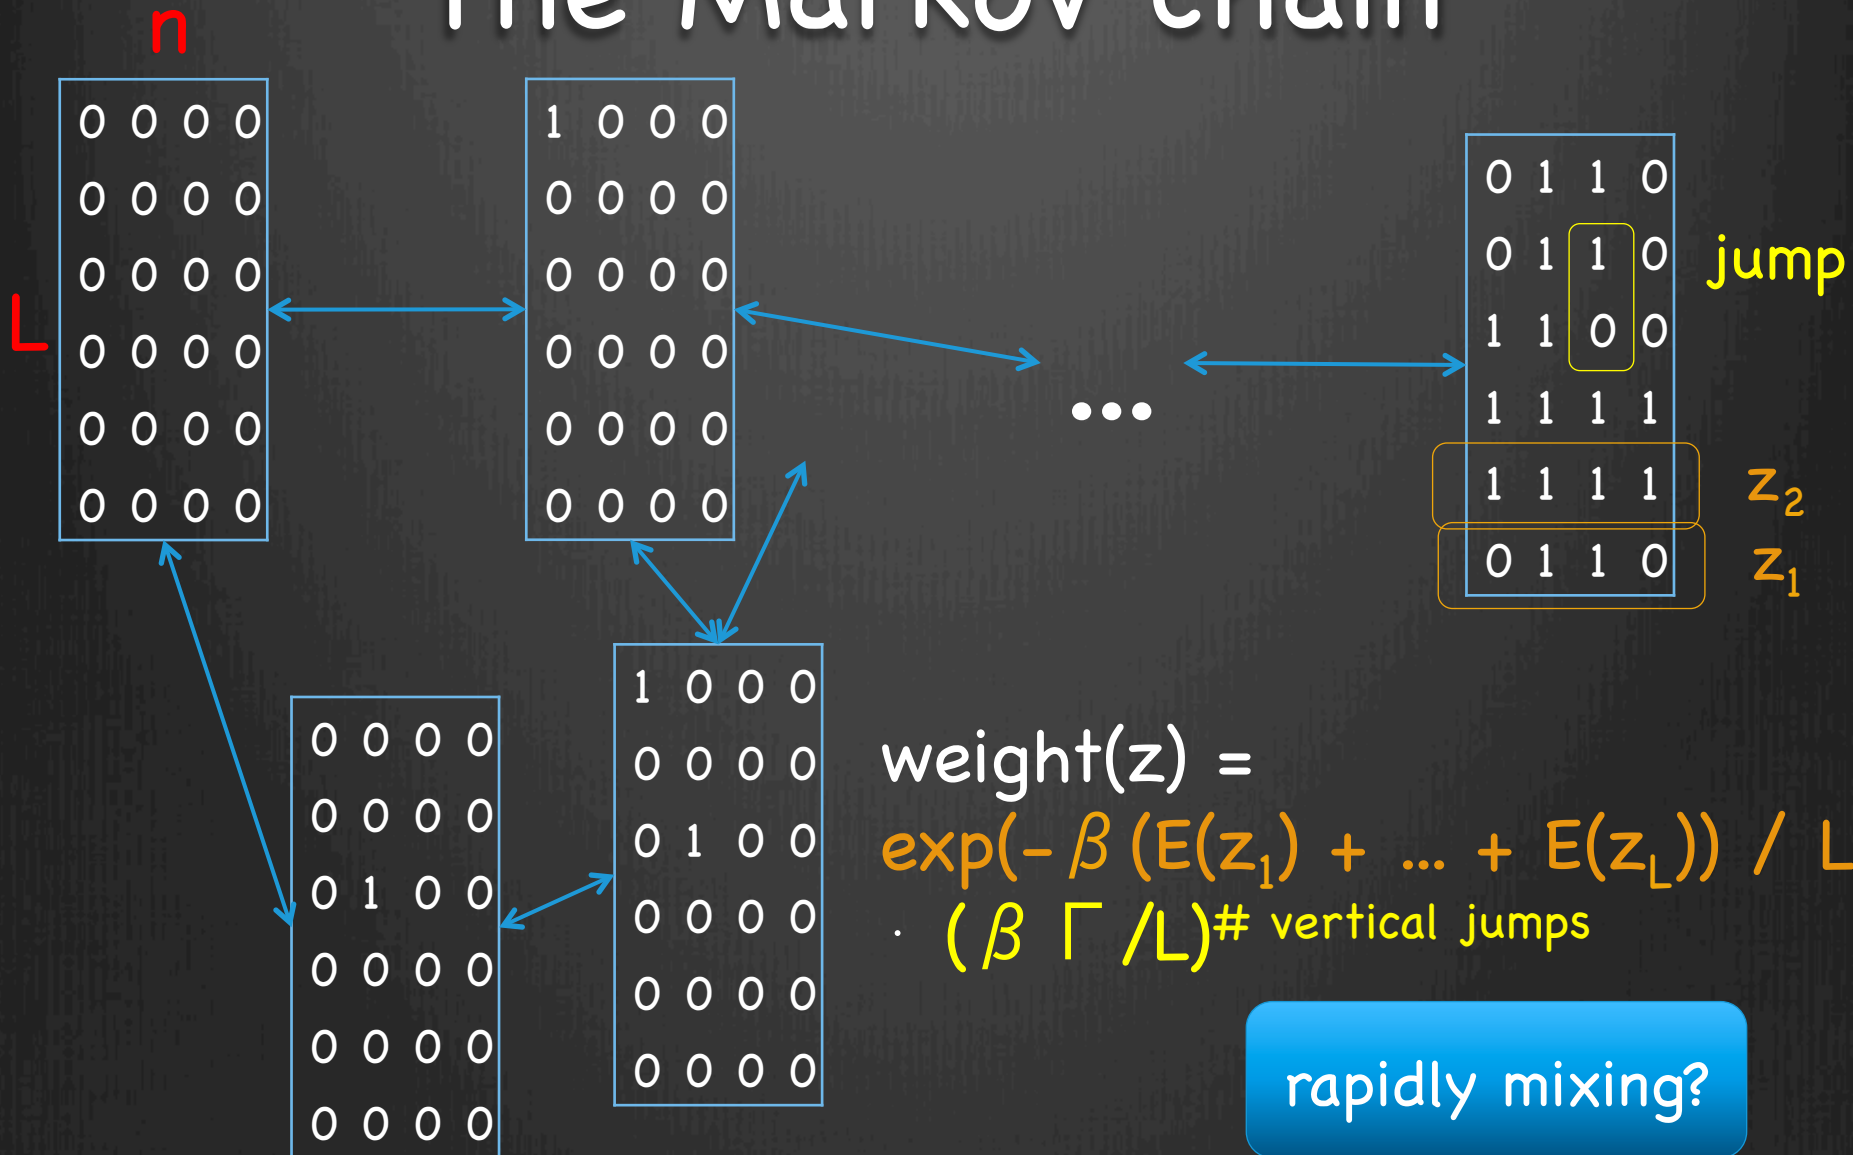 The Markov chain
n
L
0 0 0 0
0 0 0 0
0 0 0 0
0 0 0 0
0 0 0 0
0 0 0 0
1 0 0 0
0 0 0 0
0 0 0 0
0 0 0 0
0 0 0 0
0 0 0 0
...
0 1 1 0
0 1 1 0
1 1 0 0
1 1 1 1
1 1 1 1
0 1 1 0
jump
z₂
z₁
0 0 0 0
0 0 0 0
0 1 0 0
0 0 0 0
0 0 0 0
0 0 0 0
1 0 0 0
0 0 0 0
0 1 0 0
0 0 0 0
0 0 0 0
0 0 0 0
weight(z) =
exp(-β(E(z₁) + ... + E(z_L)) / L
· (β Γ /L)# vertical jumps
rapidly mixing?